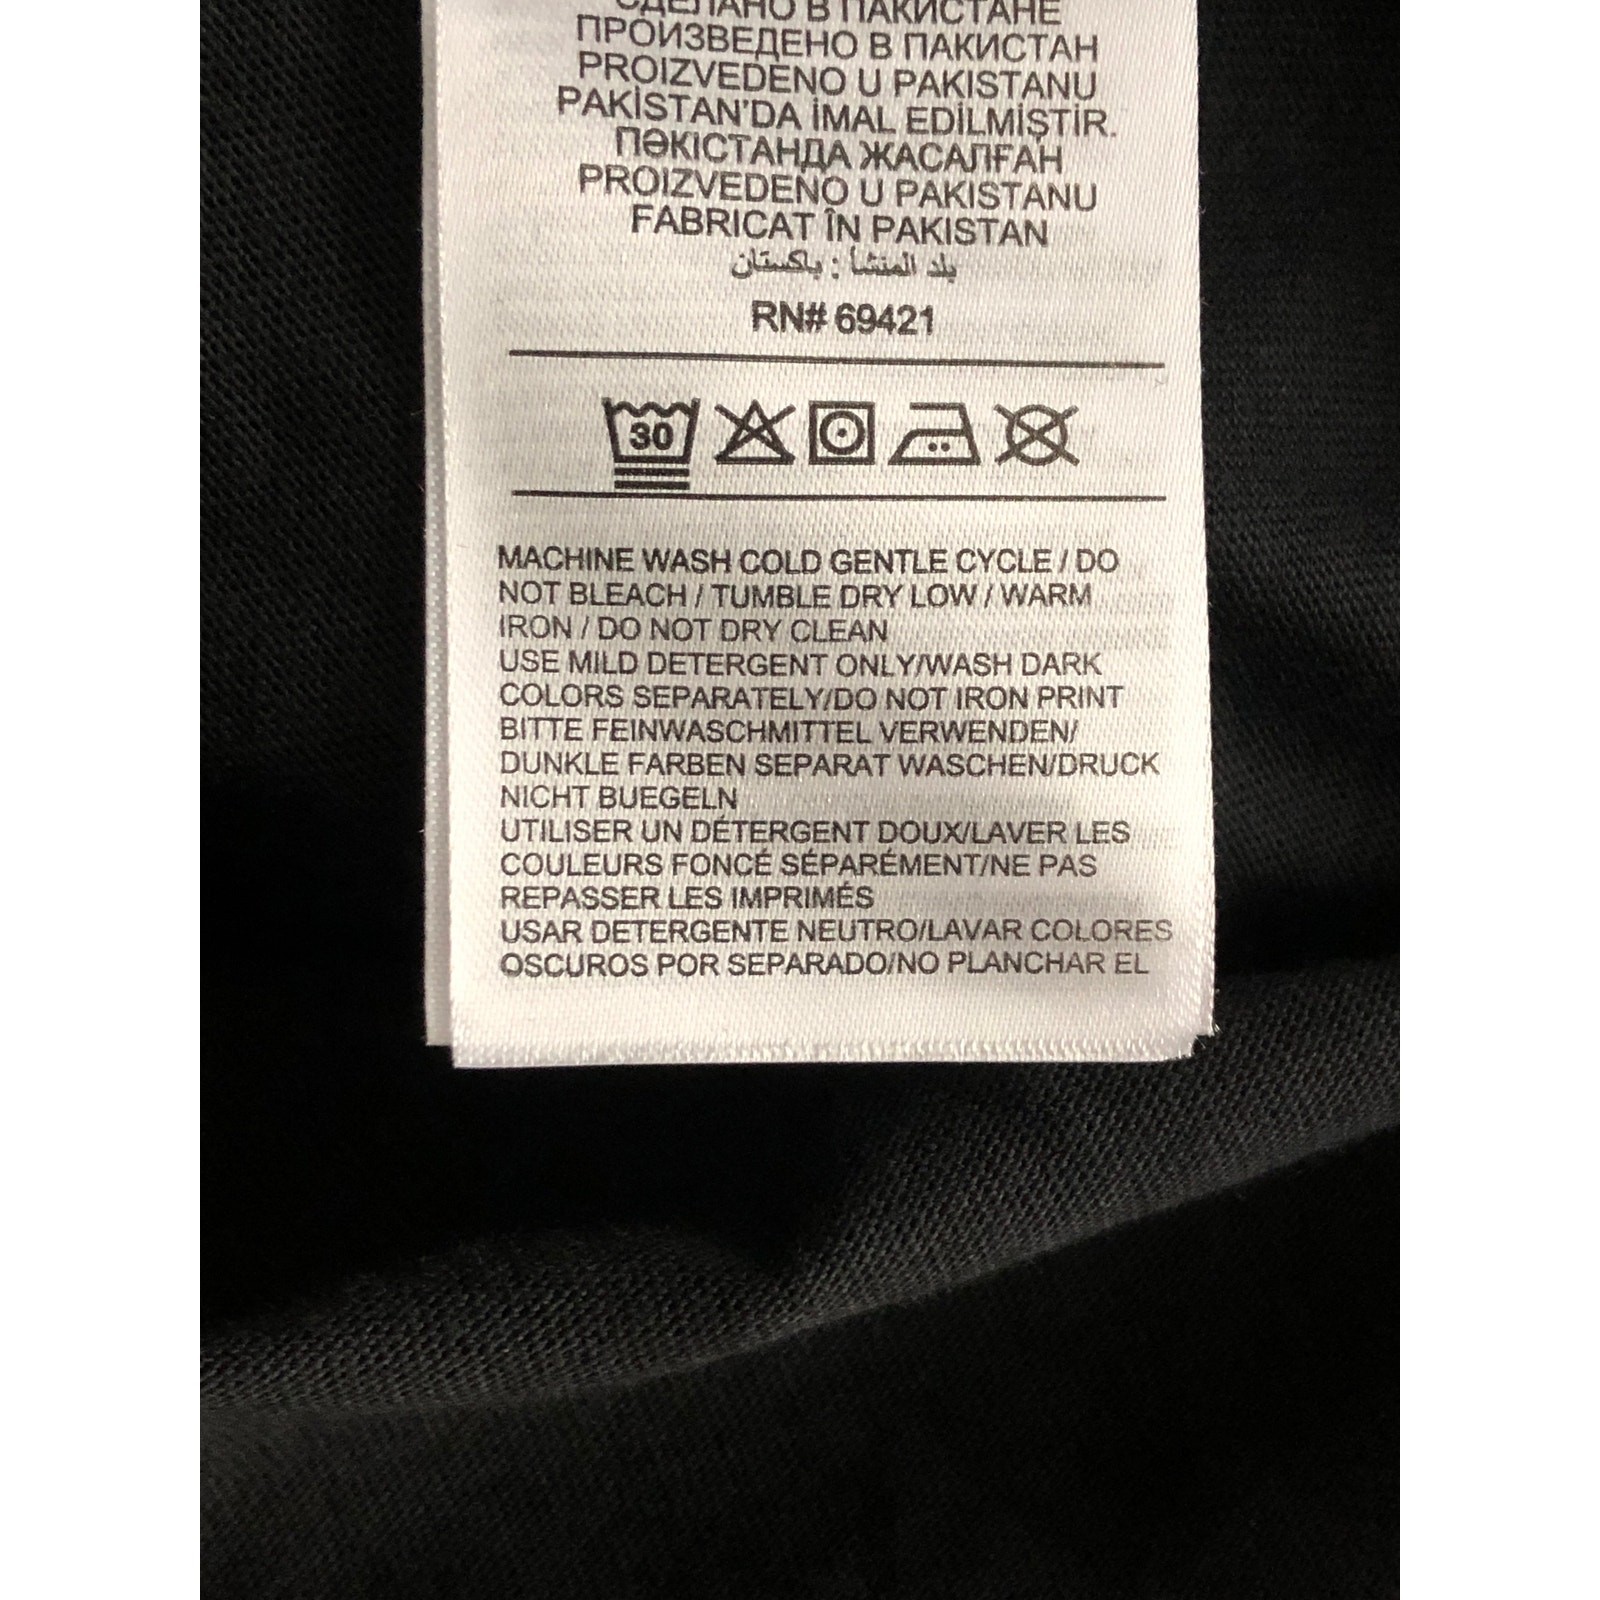 СДЕЛАНО В ПАКИСТАНЕ
ПРОИЗВЕДЕНО В ПАКИСТАН
PROIZVEDENO U PAKISTANU
PAKİSTAN'DA İMAL EDİLMİŞTİR.
ПӘКІСТАНДА ЖАСАЛҒАН
PROIZVEDENO U PAKISTANU
FABRICAT ÎN PAKISTAN
بلد المنشأ : باكستان
RN# 69421
30
MACHINE WASH COLD GENTLE CYCLE / DO
NOT BLEACH / TUMBLE DRY LOW / WARM
IRON / DO NOT DRY CLEAN
USE MILD DETERGENT ONLY/WASH DARK
COLORS SEPARATELY/DO NOT IRON PRINT
BITTE FEINWASCHMITTEL VERWENDEN/
DUNKLE FARBEN SEPARAT WASCHEN/DRUCK
NICHT BUEGELN
UTILISER UN DÉTERGENT DOUX/LAVER LES
COULEURS FONCÉ SÉPARÉMENT/NE PAS
REPASSER LES IMPRIMÉS
USAR DETERGENTE NEUTRO/LAVAR COLORES
OSCUROS POR SEPARADO/NO PLANCHAR EL